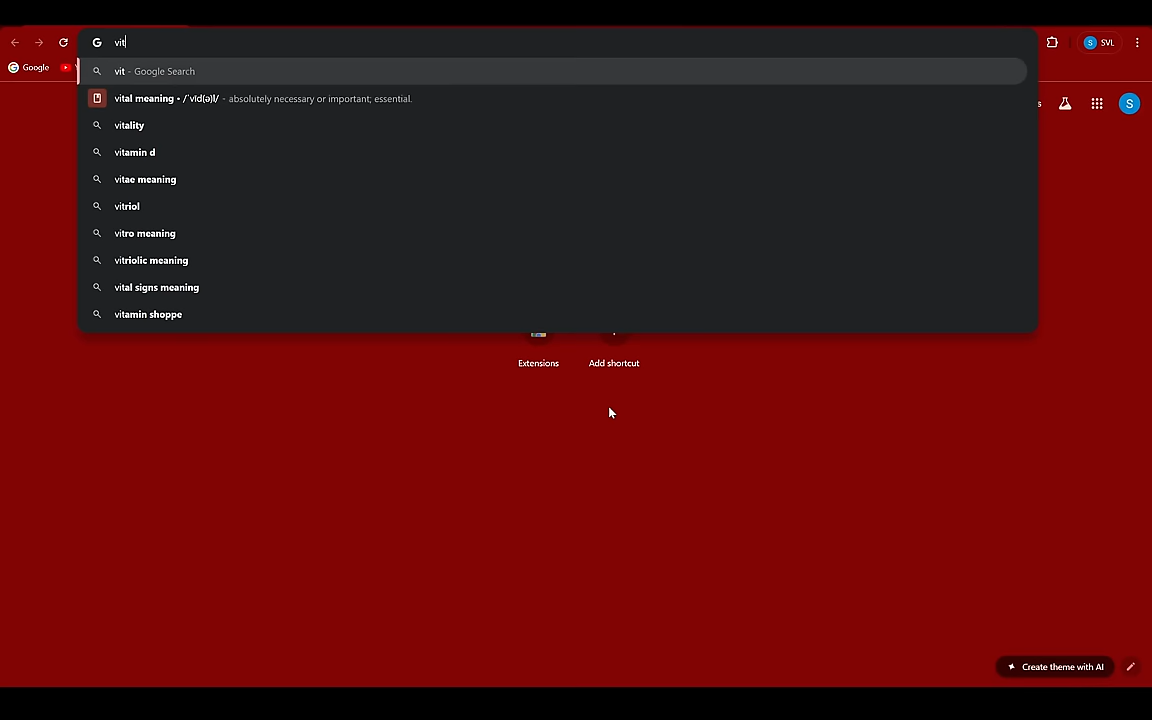 vit
S SVL
Google
vit - Google Search
vital meaning • /ˈvīd(ə)l/ - absolutely necessary or important; essential.
S
vitality
vitamin d
vitae meaning
vitriol
vitro meaning
vitriolic meaning
vital signs meaning
vitamin shoppe
Extensions Add shortcut
Create theme with AI